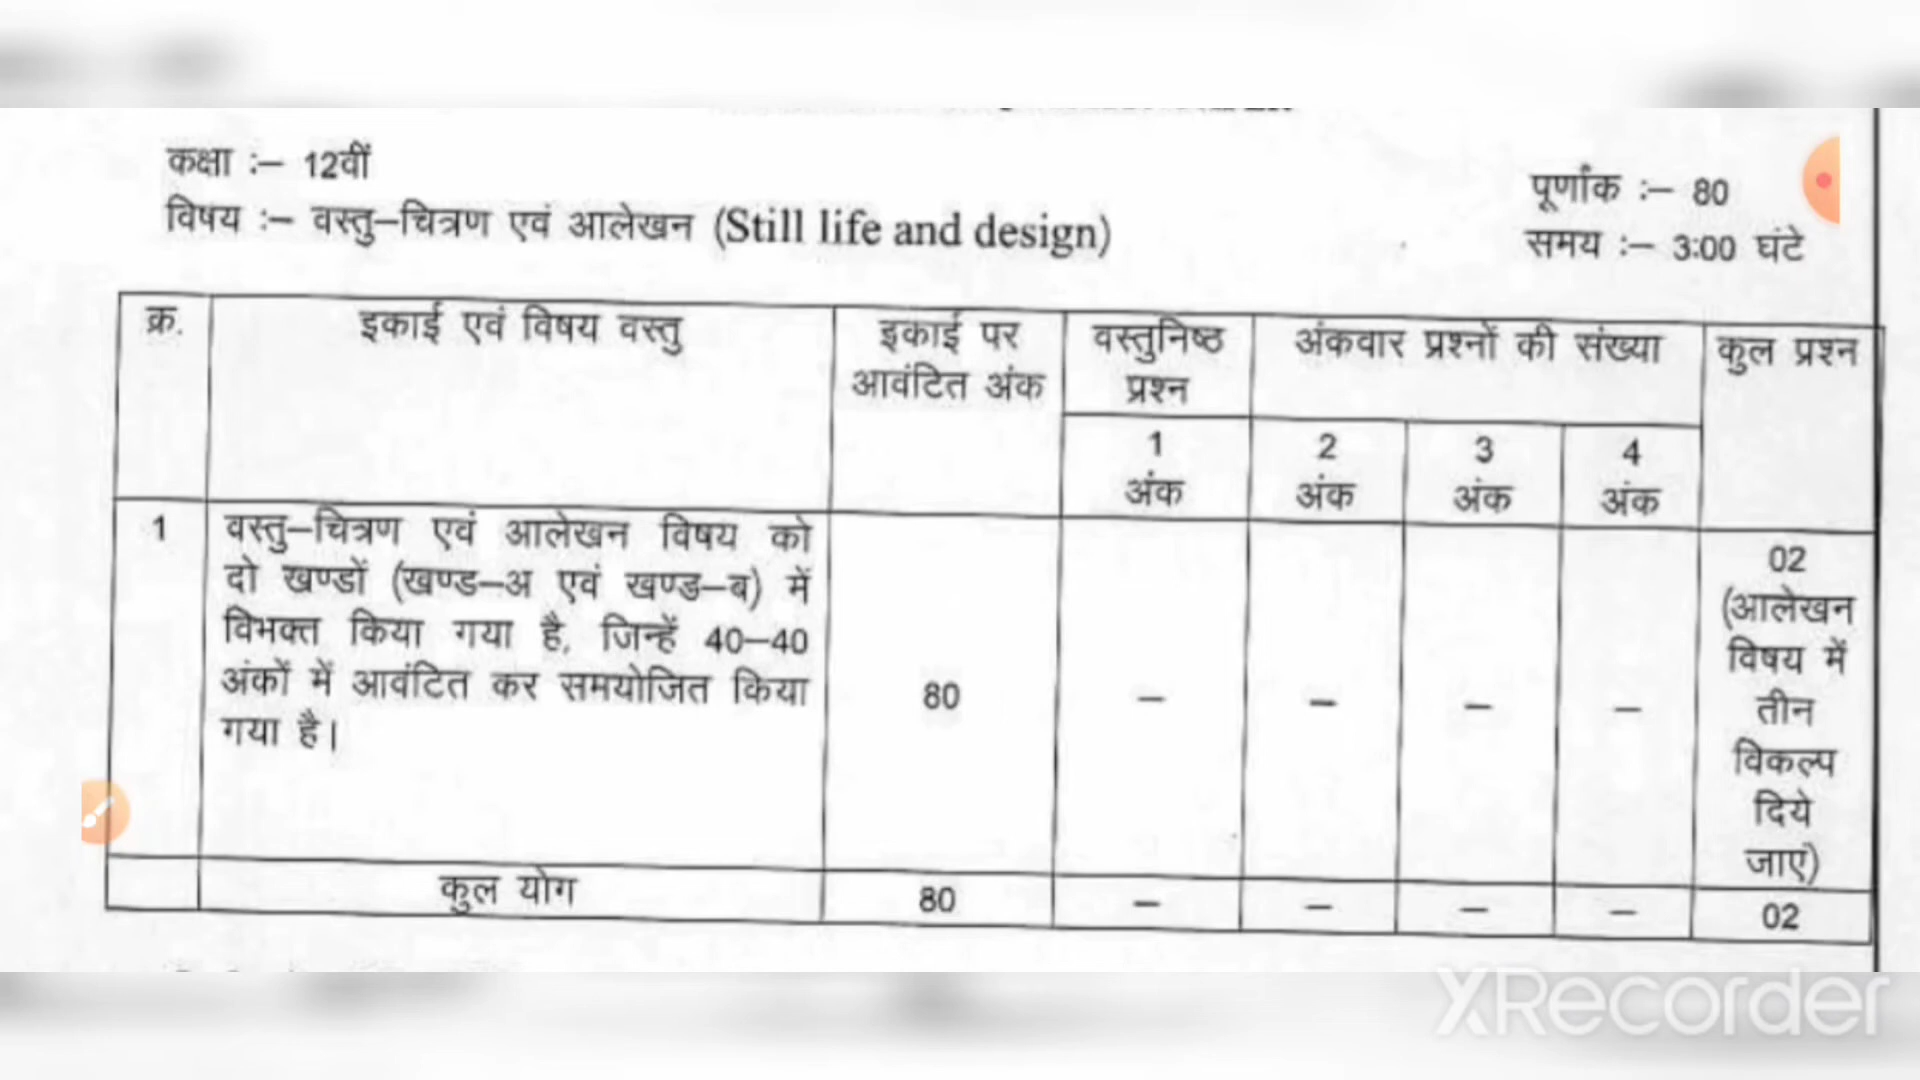 कक्षा :– 12वीं
विषय :– वस्तु–चित्रण एवं आलेखन (Still life and design)
पूर्णांक :– 80
समय :– 3:00 घंटे
क्र.
इकाई एवं विषय वस्तु
इकाई पर
आवंटित अंक
वस्तुनिष्ठ
प्रश्न
अंकवार प्रश्नों की संख्या
कुल प्रश्न
1
अंक
2
अंक
3
अंक
4
अंक
1
वस्तु–चित्रण एवं आलेखन विषय को
दो खण्डों (खण्ड–अ एवं खण्ड–ब) में
विभक्त किया गया है, जिन्हें 40–40
अंकों में आवंटित कर समयोजित किया
गया है।
80
–
–
–
–
02
(आलेखन
विषय में
तीन
विकल्प
दिये
जाए)
कुल योग
80
–
–
–
–
02
XRecorder